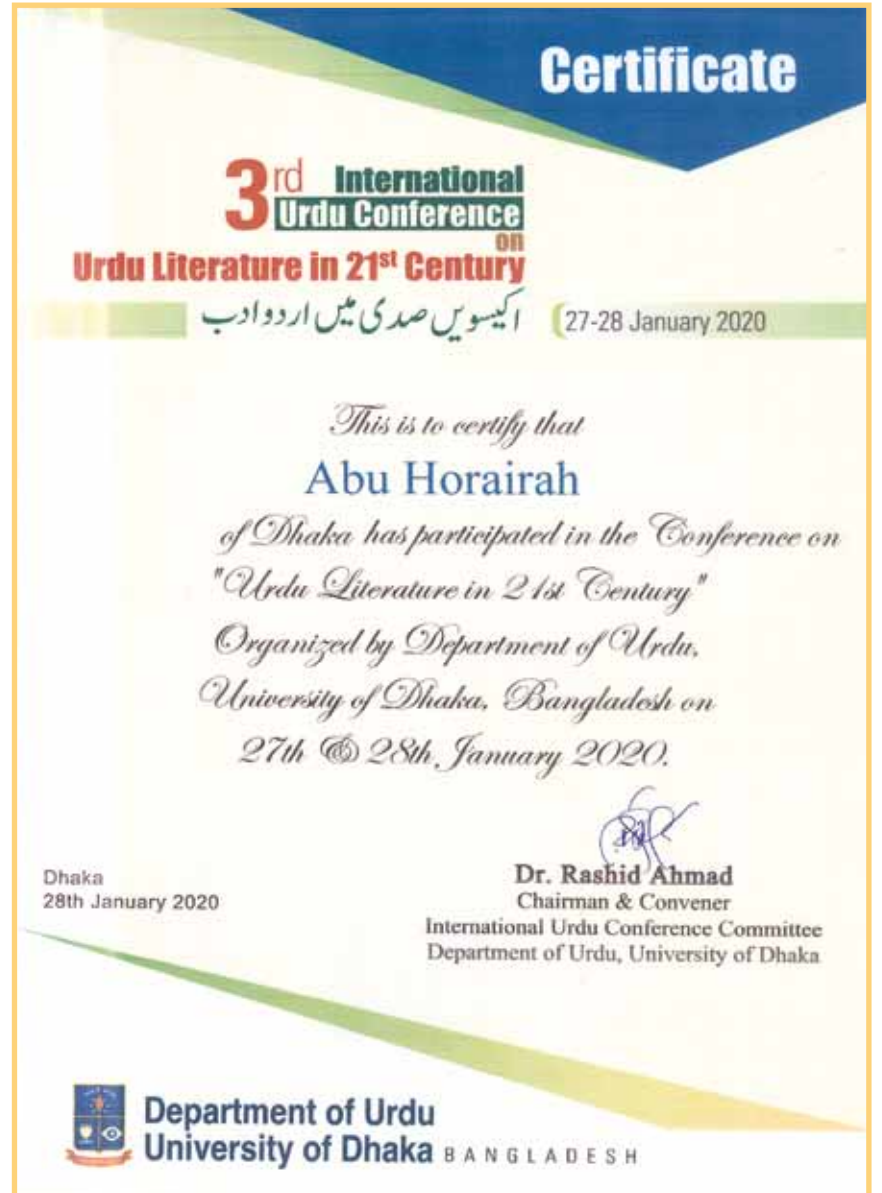 Certificate
3rd International
Urdu Conference
on
Urdu Literature in 21st Century
اکیسویں صدی میں اردو ادب
27-28 January 2020
This is to certify that
Abu Horairah
of Dhaka has participated in the Conference on
"Urdu Literature in 21st Century"
Organized by Department of Urdu,
University of Dhaka, Bangladesh on
27th & 28th January 2020.
Dhaka
28th January 2020
Dr. Rashid Ahmad
Chairman & Convener
International Urdu Conference Committee
Department of Urdu, University of Dhaka
Department of Urdu
University of Dhaka BANGLADESH